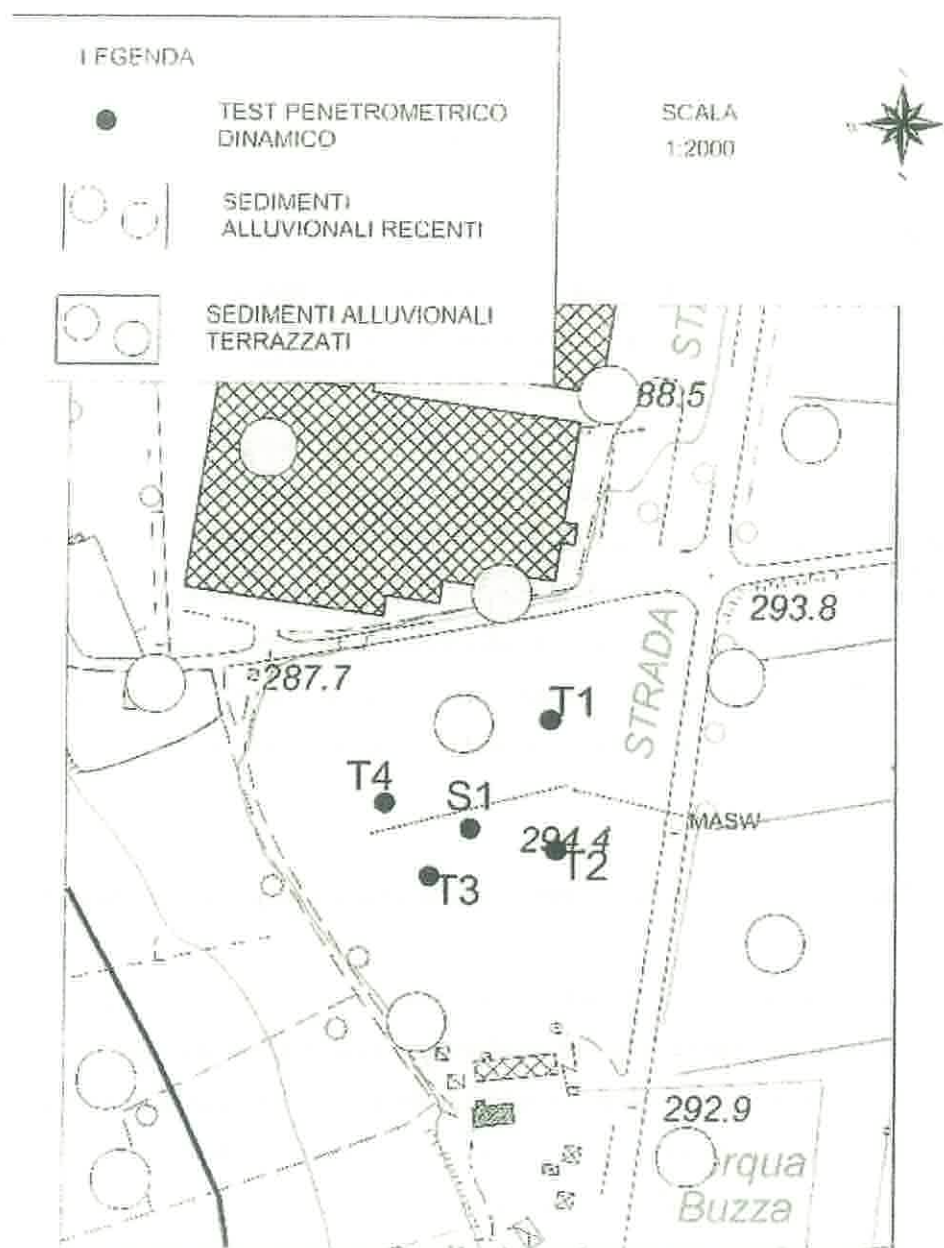 LEGENDA
TEST PENETROMETRICO
DINAMICO
SCALA
1:2000
SEDIMENTI
ALLUVIONALI RECENTI
SEDIMENTI ALLUVIONALI
TERRAZZATI
88.5
293.8
STRADA
287.7
T1
T4
S1
MASW
294.4
T2
T3
292.9
rqua
Buzza